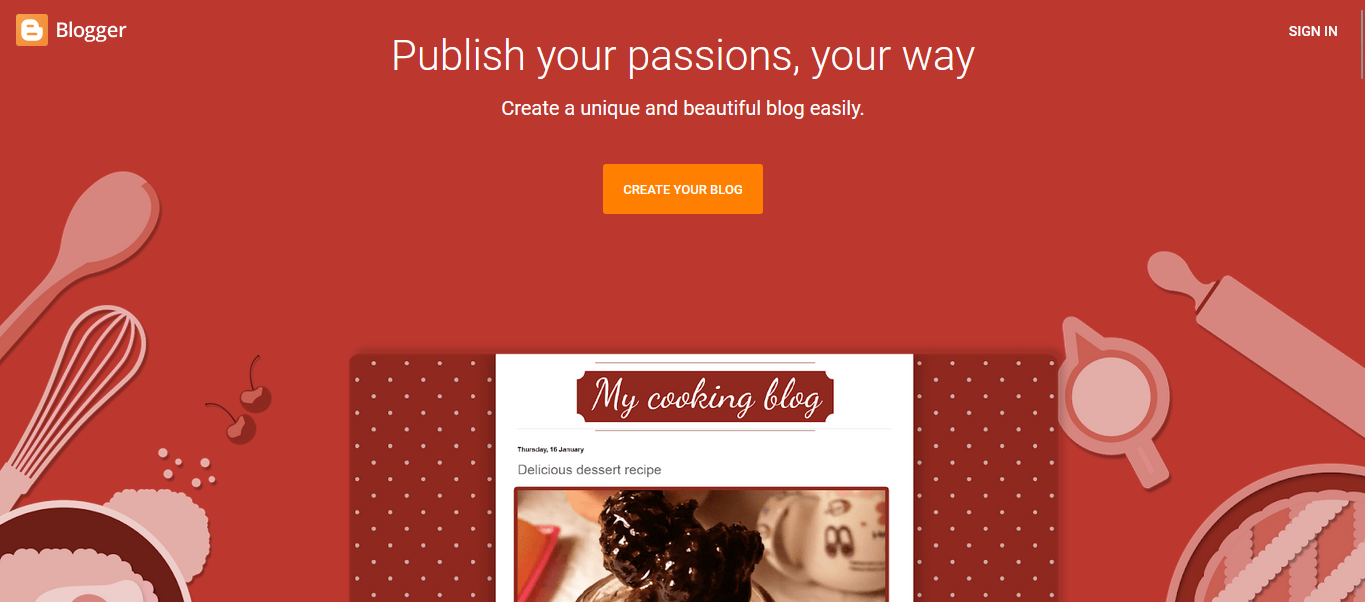 Blogger
SIGN IN
Publish your passions, your way
Create a unique and beautiful blog easily.
CREATE YOUR BLOG
My cooking blog
Thursday, 16 January
Delicious dessert recipe